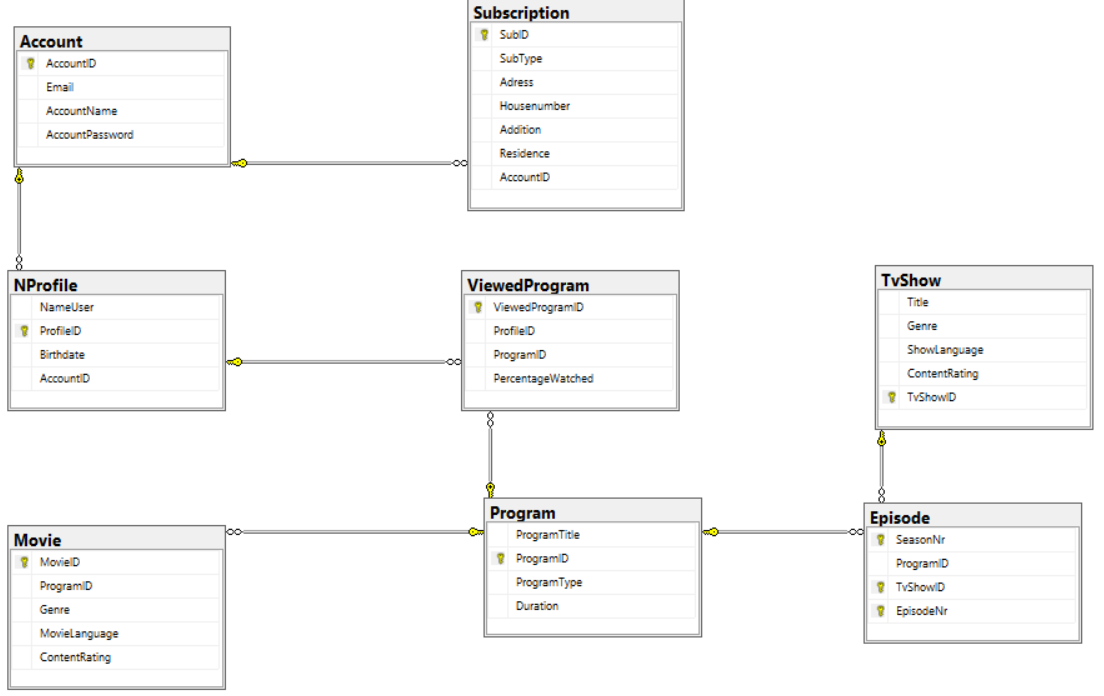 Account
AccountID
Email
AccountName
AccountPassword
Subscription
SubID
SubType
Adress
Housenumber
Addition
Residence
AccountID
NProfile
NameUser
ProfileID
Birthdate
AccountID
ViewedProgram
ViewedProgramID
ProfileID
ProgramID
PercentageWatched
TvShow
Title
Genre
ShowLanguage
ContentRating
TvShowID
Movie
MovieID
ProgramID
Genre
MovieLanguage
ContentRating
Program
ProgramTitle
ProgramID
ProgramType
Duration
Episode
SeasonNr
ProgramID
TvShowID
EpisodeNr